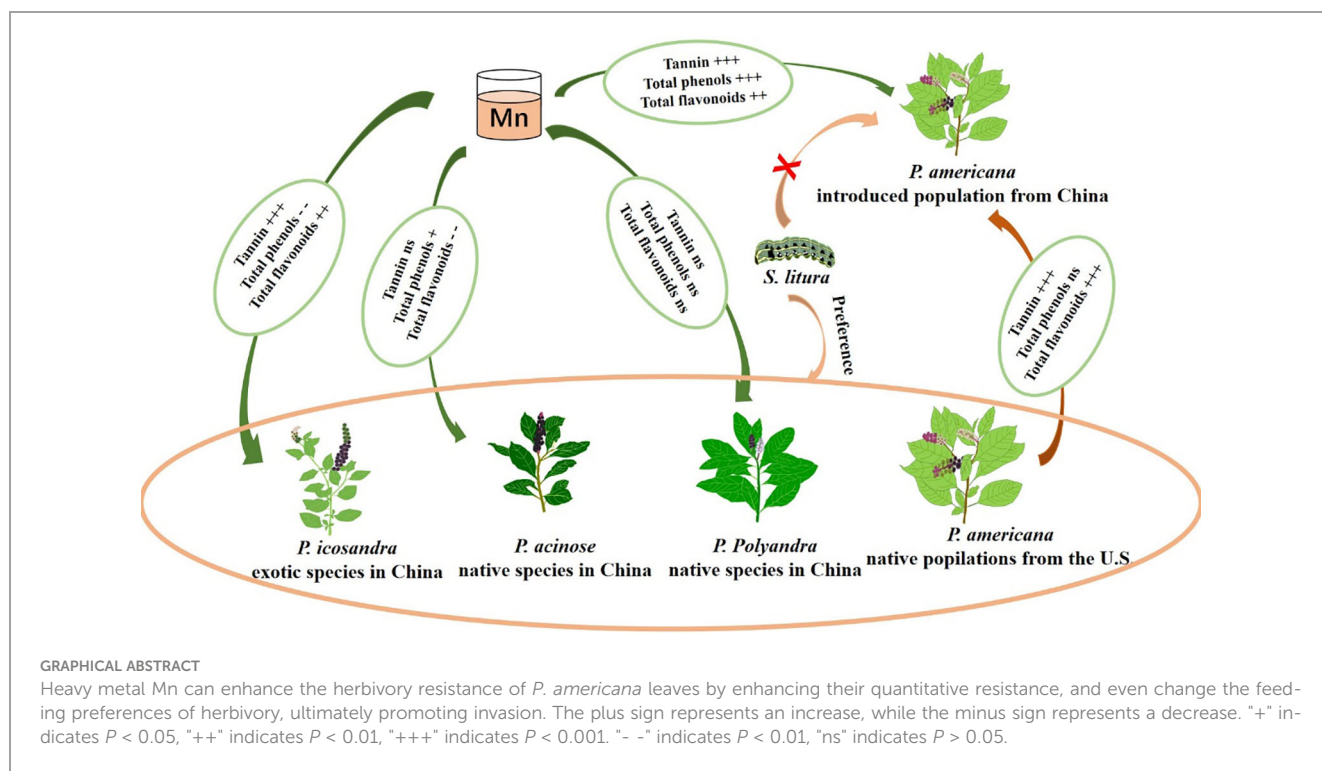 Tannin +++
Total phenols +++
Total flavonoids ++
Mn
P. americana
introduced population from China
Tannin +++
Total phenols - -
Total flavonoids ++
Tannin ns
Total phenols +
Total flavonoids - -
Tannin ns
Total phenols ns
Total flavonoids ns
S. litura
Preference
Tannin +++
Total phenols ns
Total flavonoids +++
P. icosandra
exotic species in China
P. acinose
native species in China
P. Polyandra
native species in China
P. americana
native popilations from the U.S.
GRAPHICAL ABSTRACT
Heavy metal Mn can enhance the herbivory resistance of P. americana leaves by enhancing their quantitative resistance, and even change the feed-
ing preferences of herbivory, ultimately promoting invasion. The plus sign represents an increase, while the minus sign represents a decrease. "+" in-
dicates P < 0.05, "++" indicates P < 0.01, "+++" indicates P < 0.001. "- -" indicates P < 0.01, "ns" indicates P > 0.05.